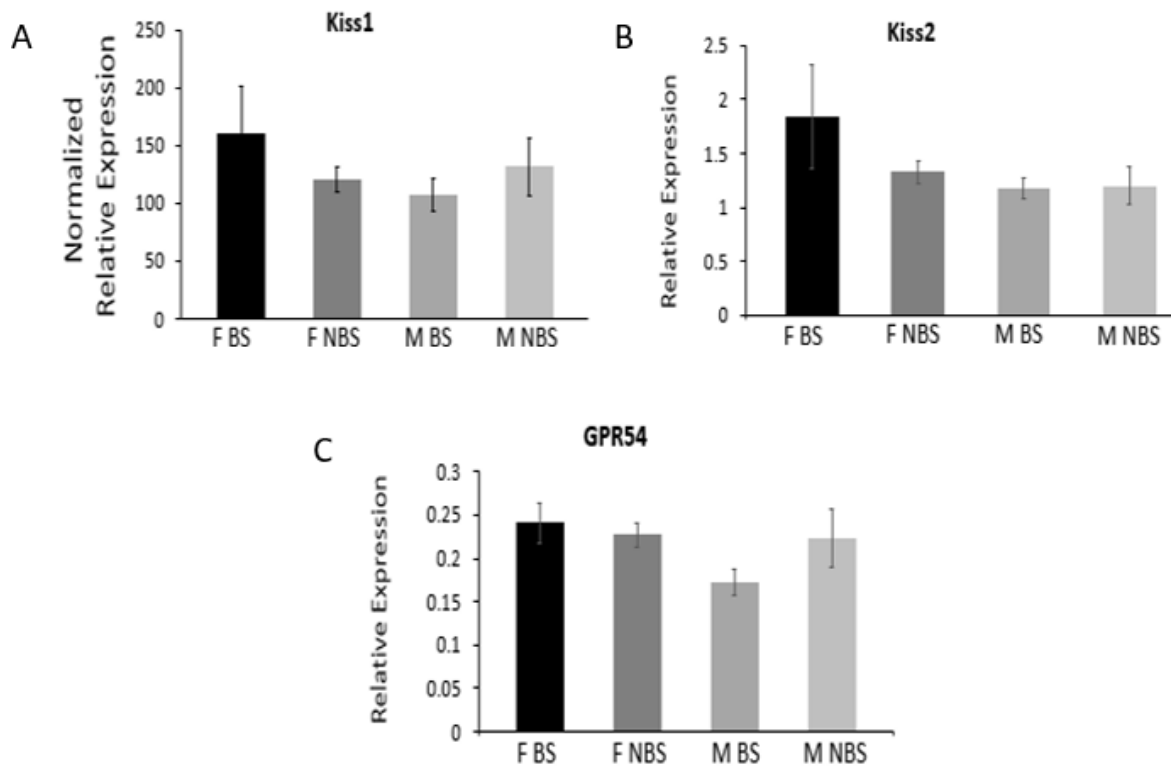 A
Kiss1
Normalized
Relative Expression
250
200
150
100
50
0
F BS F NBS M BS M NBS
B
Kiss2
Relative Expression
2.5
2
1.5
1
0.5
0
F BS F NBS M BS M NBS
C
GPR54
Relative Expression
0.3
0.25
0.2
0.15
0.1
0.05
0
F BS F NBS M BS M NBS